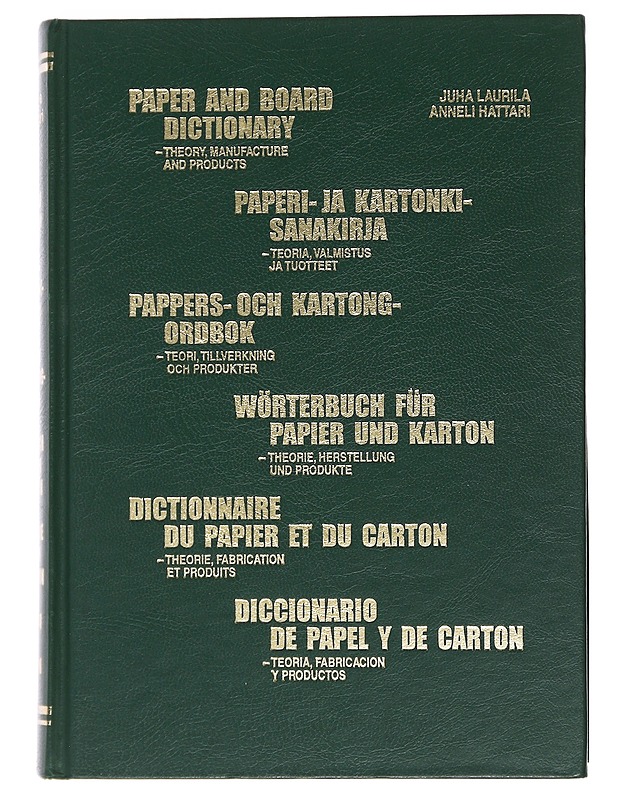 PAPER AND BOARD
DICTIONARY
–THEORY, MANUFACTURE
AND PRODUCTS
JUHA LAURILA
ANNELI HATTARI
PAPERI- JA KARTONKI-
SANAKIRJA
–TEORIA, VALMISTUS
JA TUOTTEET
PAPPERS- OCH KARTONG-
ORDBOK
–TEORI, TILLVERKNING
OCH PRODUKTER
WÖRTERBUCH FÜR
PAPIER UND KARTON
–THEORIE, HERSTELLUNG
UND PRODUKTE
DICTIONNAIRE
DU PAPIER ET DU CARTON
–THEORIE, FABRICATION
ET PRODUITS
DICCIONARIO
DE PAPEL Y DE CARTON
–TEORIA, FABRICACION
Y PRODUCTOS